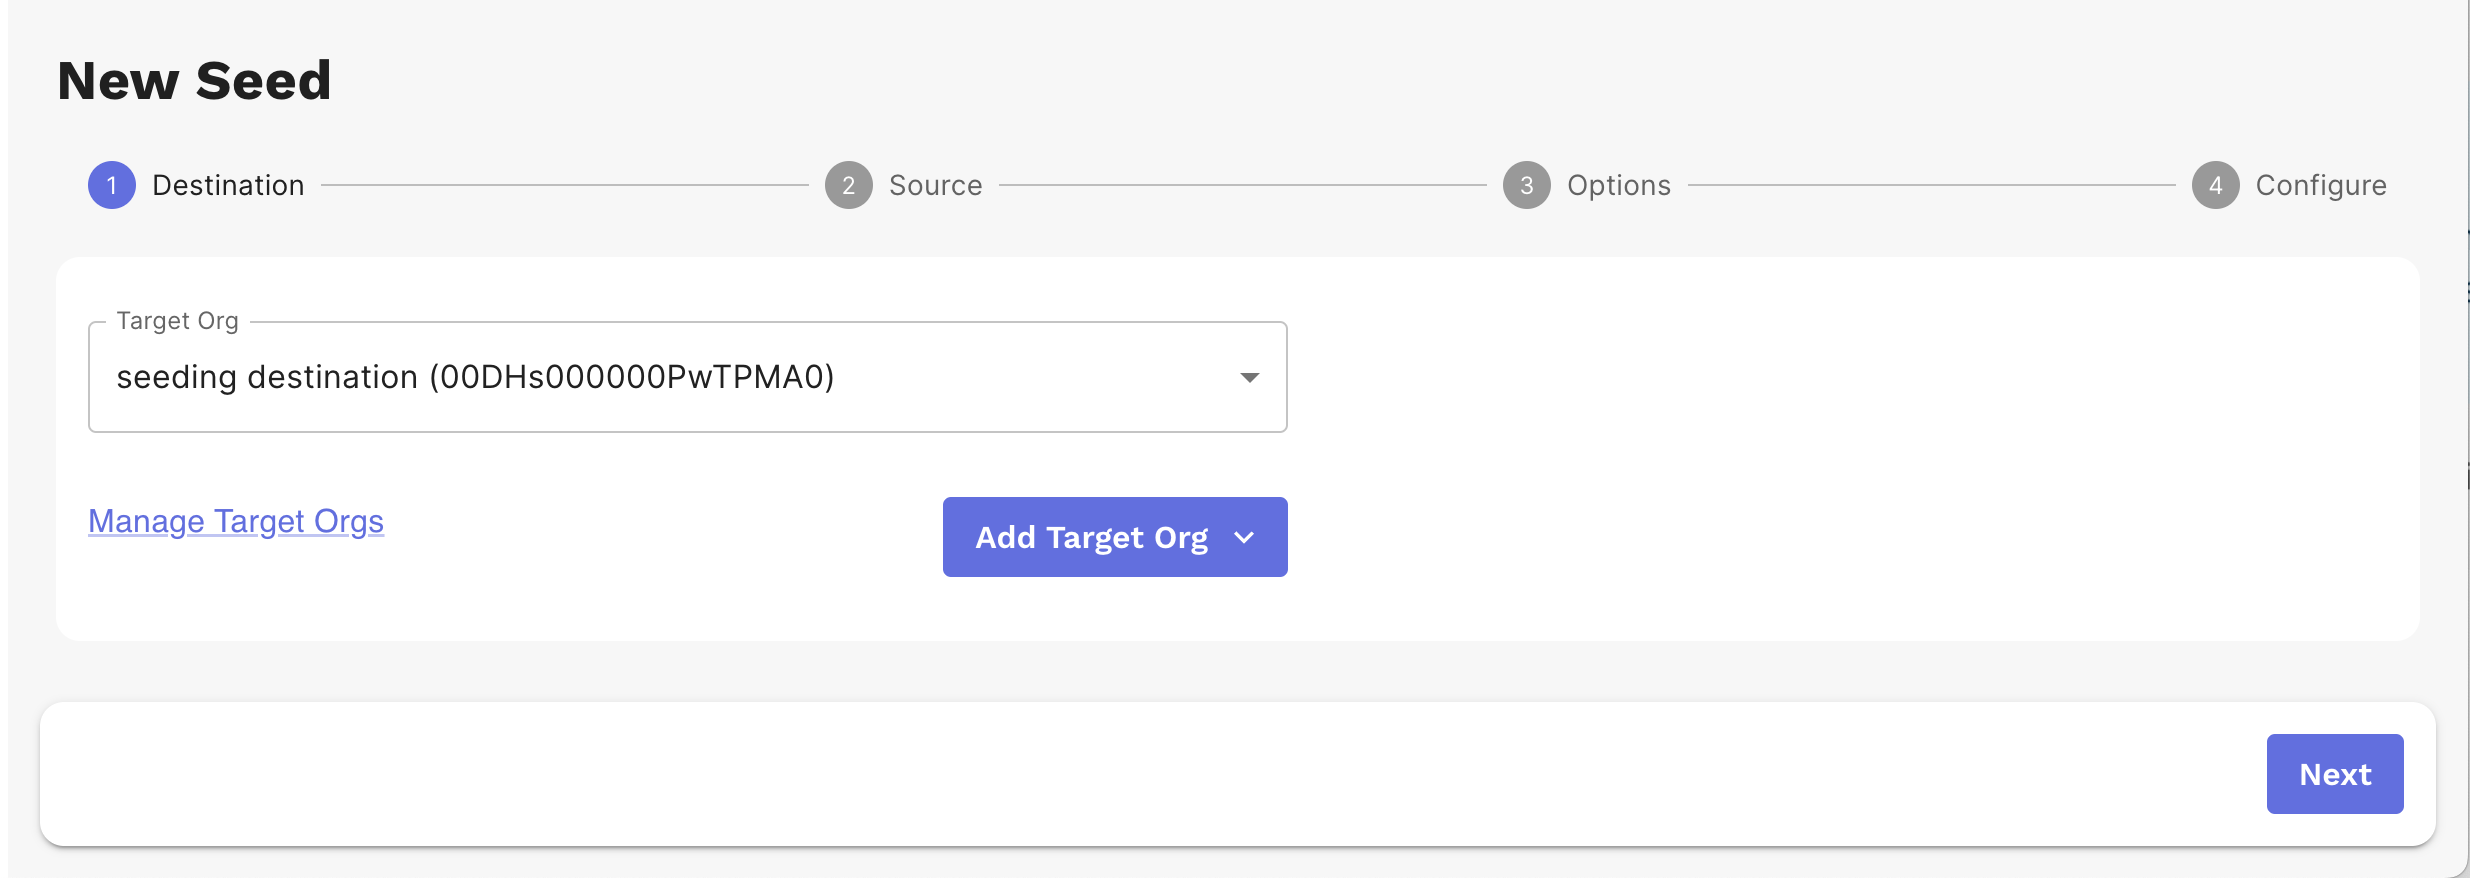 New Seed
1 Destination 2 Source 3 Options 4 Configure
Target Org
seeding destination (00DHs000000PwTPMA0)
Manage Target Orgs
Add Target Org
Next